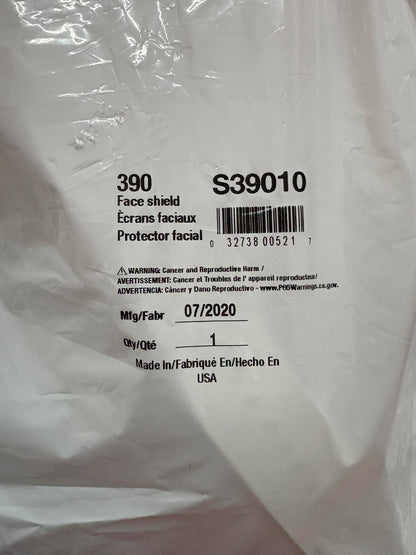 390 S39010
Face shield
Ècrans faciaux
Protector facial
0 32738 00521 7
⚠ WARNING: Cancer and Reproductive Harm /
AVERTISSEMENT: Cancer et Troubles de l' appareil reproducteur/
ADVERTENCIA: Càncer y Dano Reproductivo - www.P65Warnings.ca.gov.
Mfg/Fabr 07/2020
Qty/Qté 1
Made In/Fabriqué En/Hecho En
USA